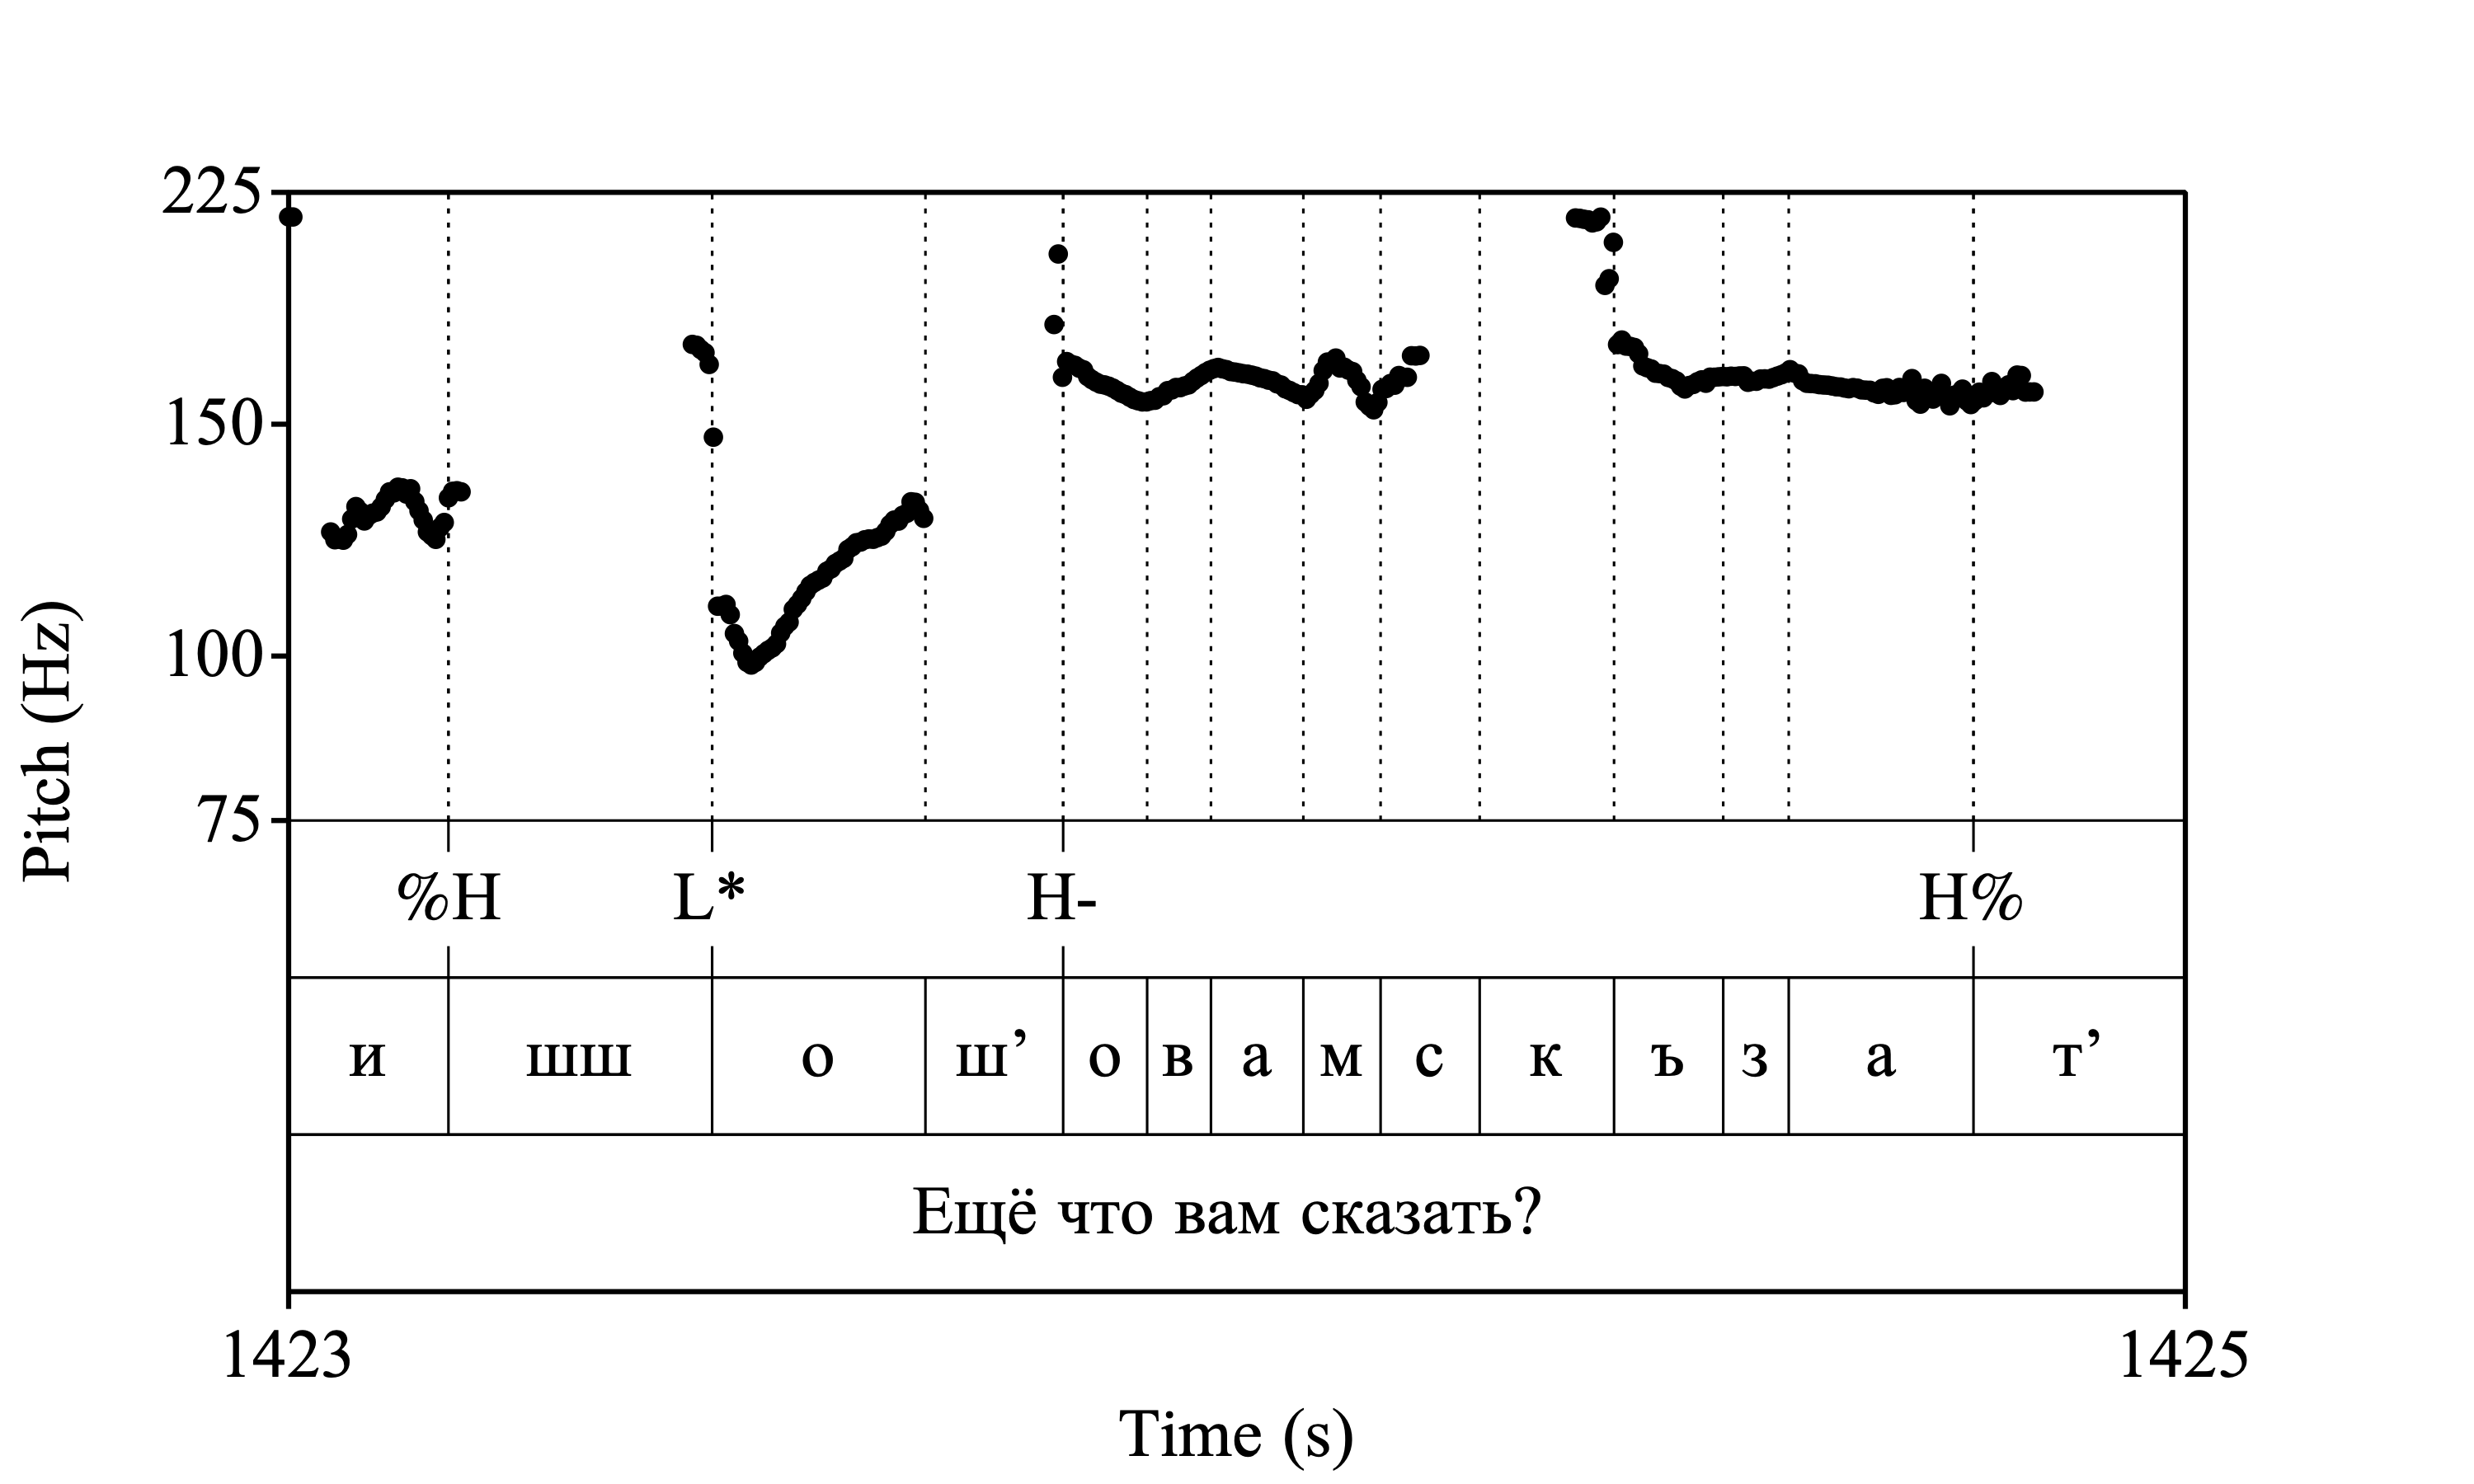 225
150
100
75
Pitch (Hz)
%H L* H- H%
и шш о ш’ о в а м с к ъ з а т’
Ещё что вам сказать?
1423 1425
Time (s)